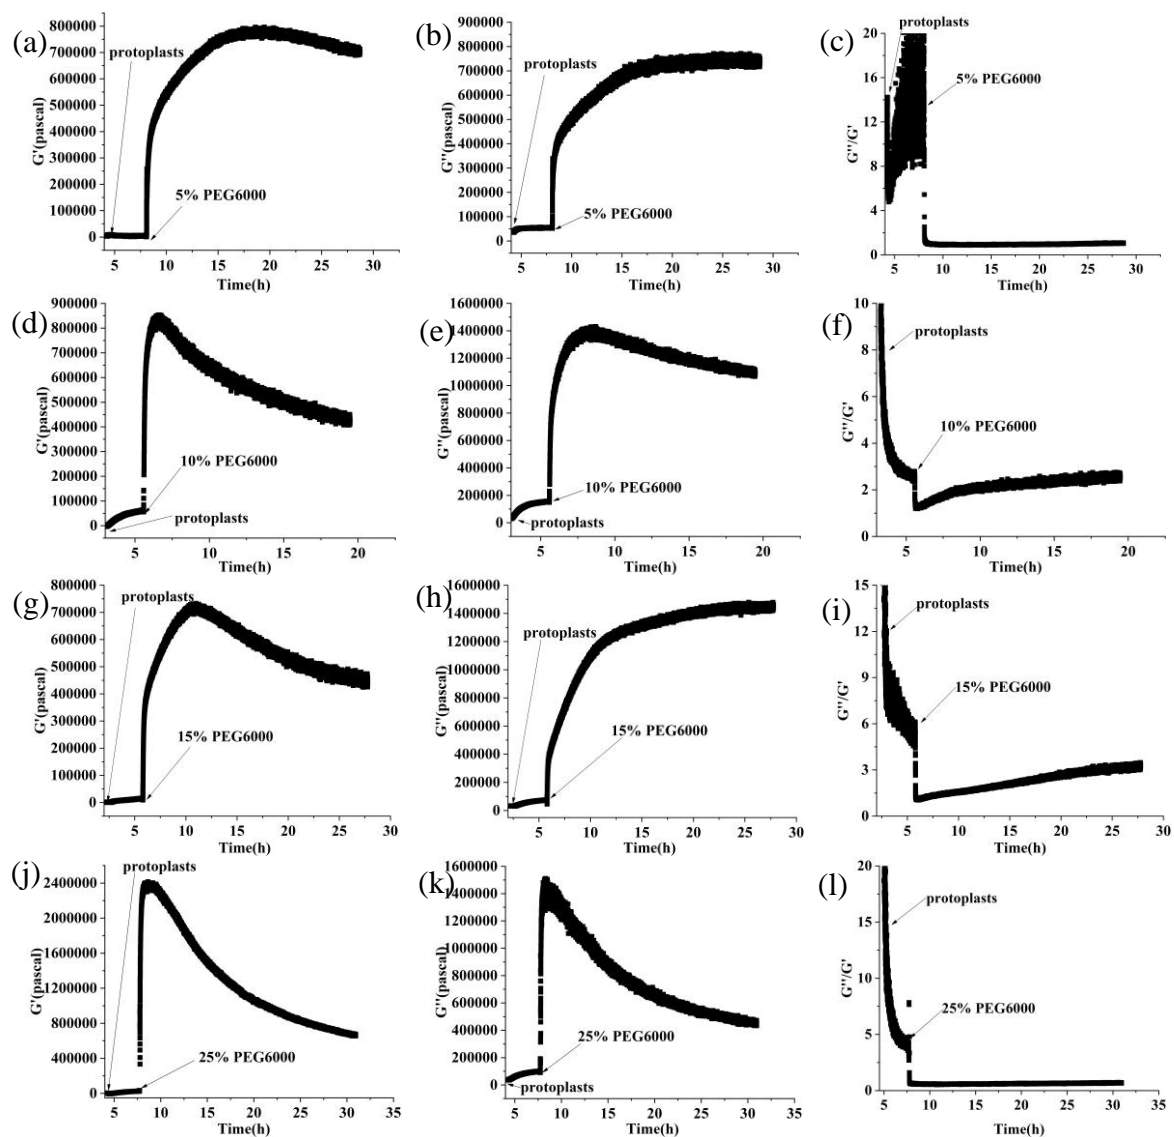 (a)
800000
700000
600000
500000
400000
300000
200000
100000
0
G'(pascal)
protoplasts
5% PEG6000
5 10 15 20 25 30
Time(h)
(b)
900000
800000
700000
600000
500000
400000
300000
200000
100000
0
G''(pascal)
protoplasts
5% PEG6000
5 10 15 20 25 30
Time(h)
(c)
20
16
12
8
4
0
G''/G'
protoplasts
5% PEG6000
5 10 15 20 25 30
Time(h)
(d)
900000
800000
700000
600000
500000
400000
300000
200000
100000
0
G'(pascal)
10% PEG6000
protoplasts
5 10 15 20
Time(h)
(e)
1600000
1400000
1200000
1000000
800000
600000
400000
200000
0
G''(pascal)
10% PEG6000
protoplasts
5 10 15 20
Time(h)
(f)
10
8
6
4
2
0
G''/G'
protoplasts
10% PEG6000
5 10 15 20
Time(h)
(g)
800000
700000
600000
500000
400000
300000
200000
100000
0
G'(pascal)
protoplasts
15% PEG6000
5 10 15 20 25 30
Time(h)
(h)
1600000
1400000
1200000
1000000
800000
600000
400000
200000
0
G''(pascal)
protoplasts
15% PEG6000
5 10 15 20 25 30
Time(h)
(i)
15
12
9
6
3
0
G''/G'
protoplasts
15% PEG6000
5 10 15 20 25 30
Time(h)
(j)
2400000
2000000
1600000
1200000
800000
400000
0
G'(pascal)
protoplasts
25% PEG6000
5 10 15 20 25 30 35
Time(h)
(k)
1600000
1400000
1200000
1000000
800000
600000
400000
200000
0
G''(pascal)
25% PEG6000
protoplasts
5 10 15 20 25 30 35
Time(h)
(l)
20
15
10
5
0
G''/G'
protoplasts
25% PEG6000
5 10 15 20 25 30 35
Time(h)